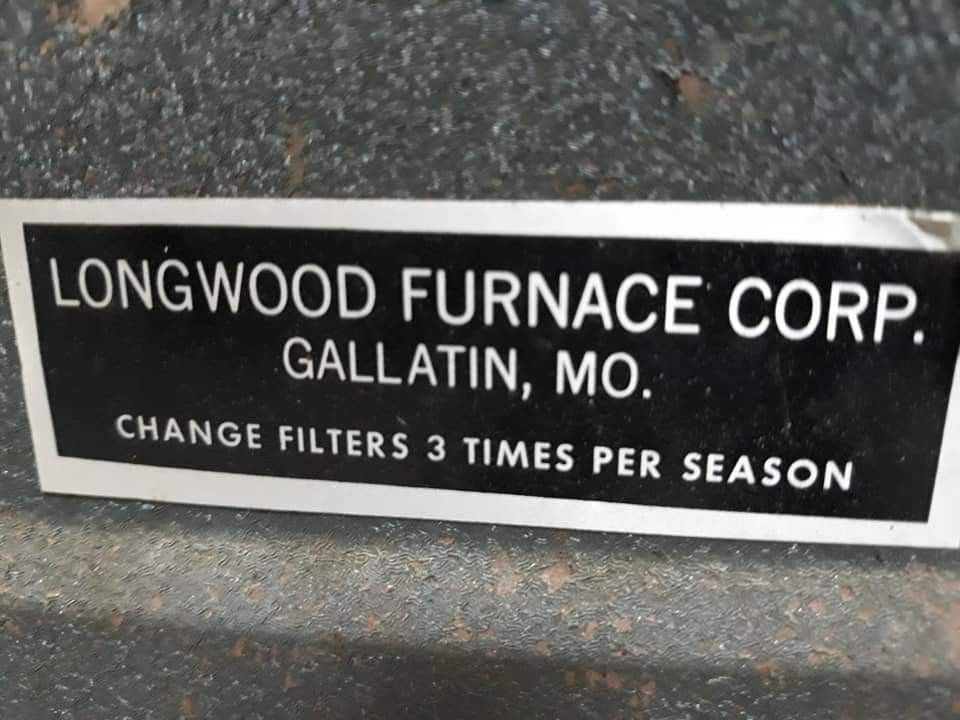 LONGWOOD FURNACE CORP.
GALLATIN, MO.
CHANGE FILTERS 3 TIMES PER SEASON